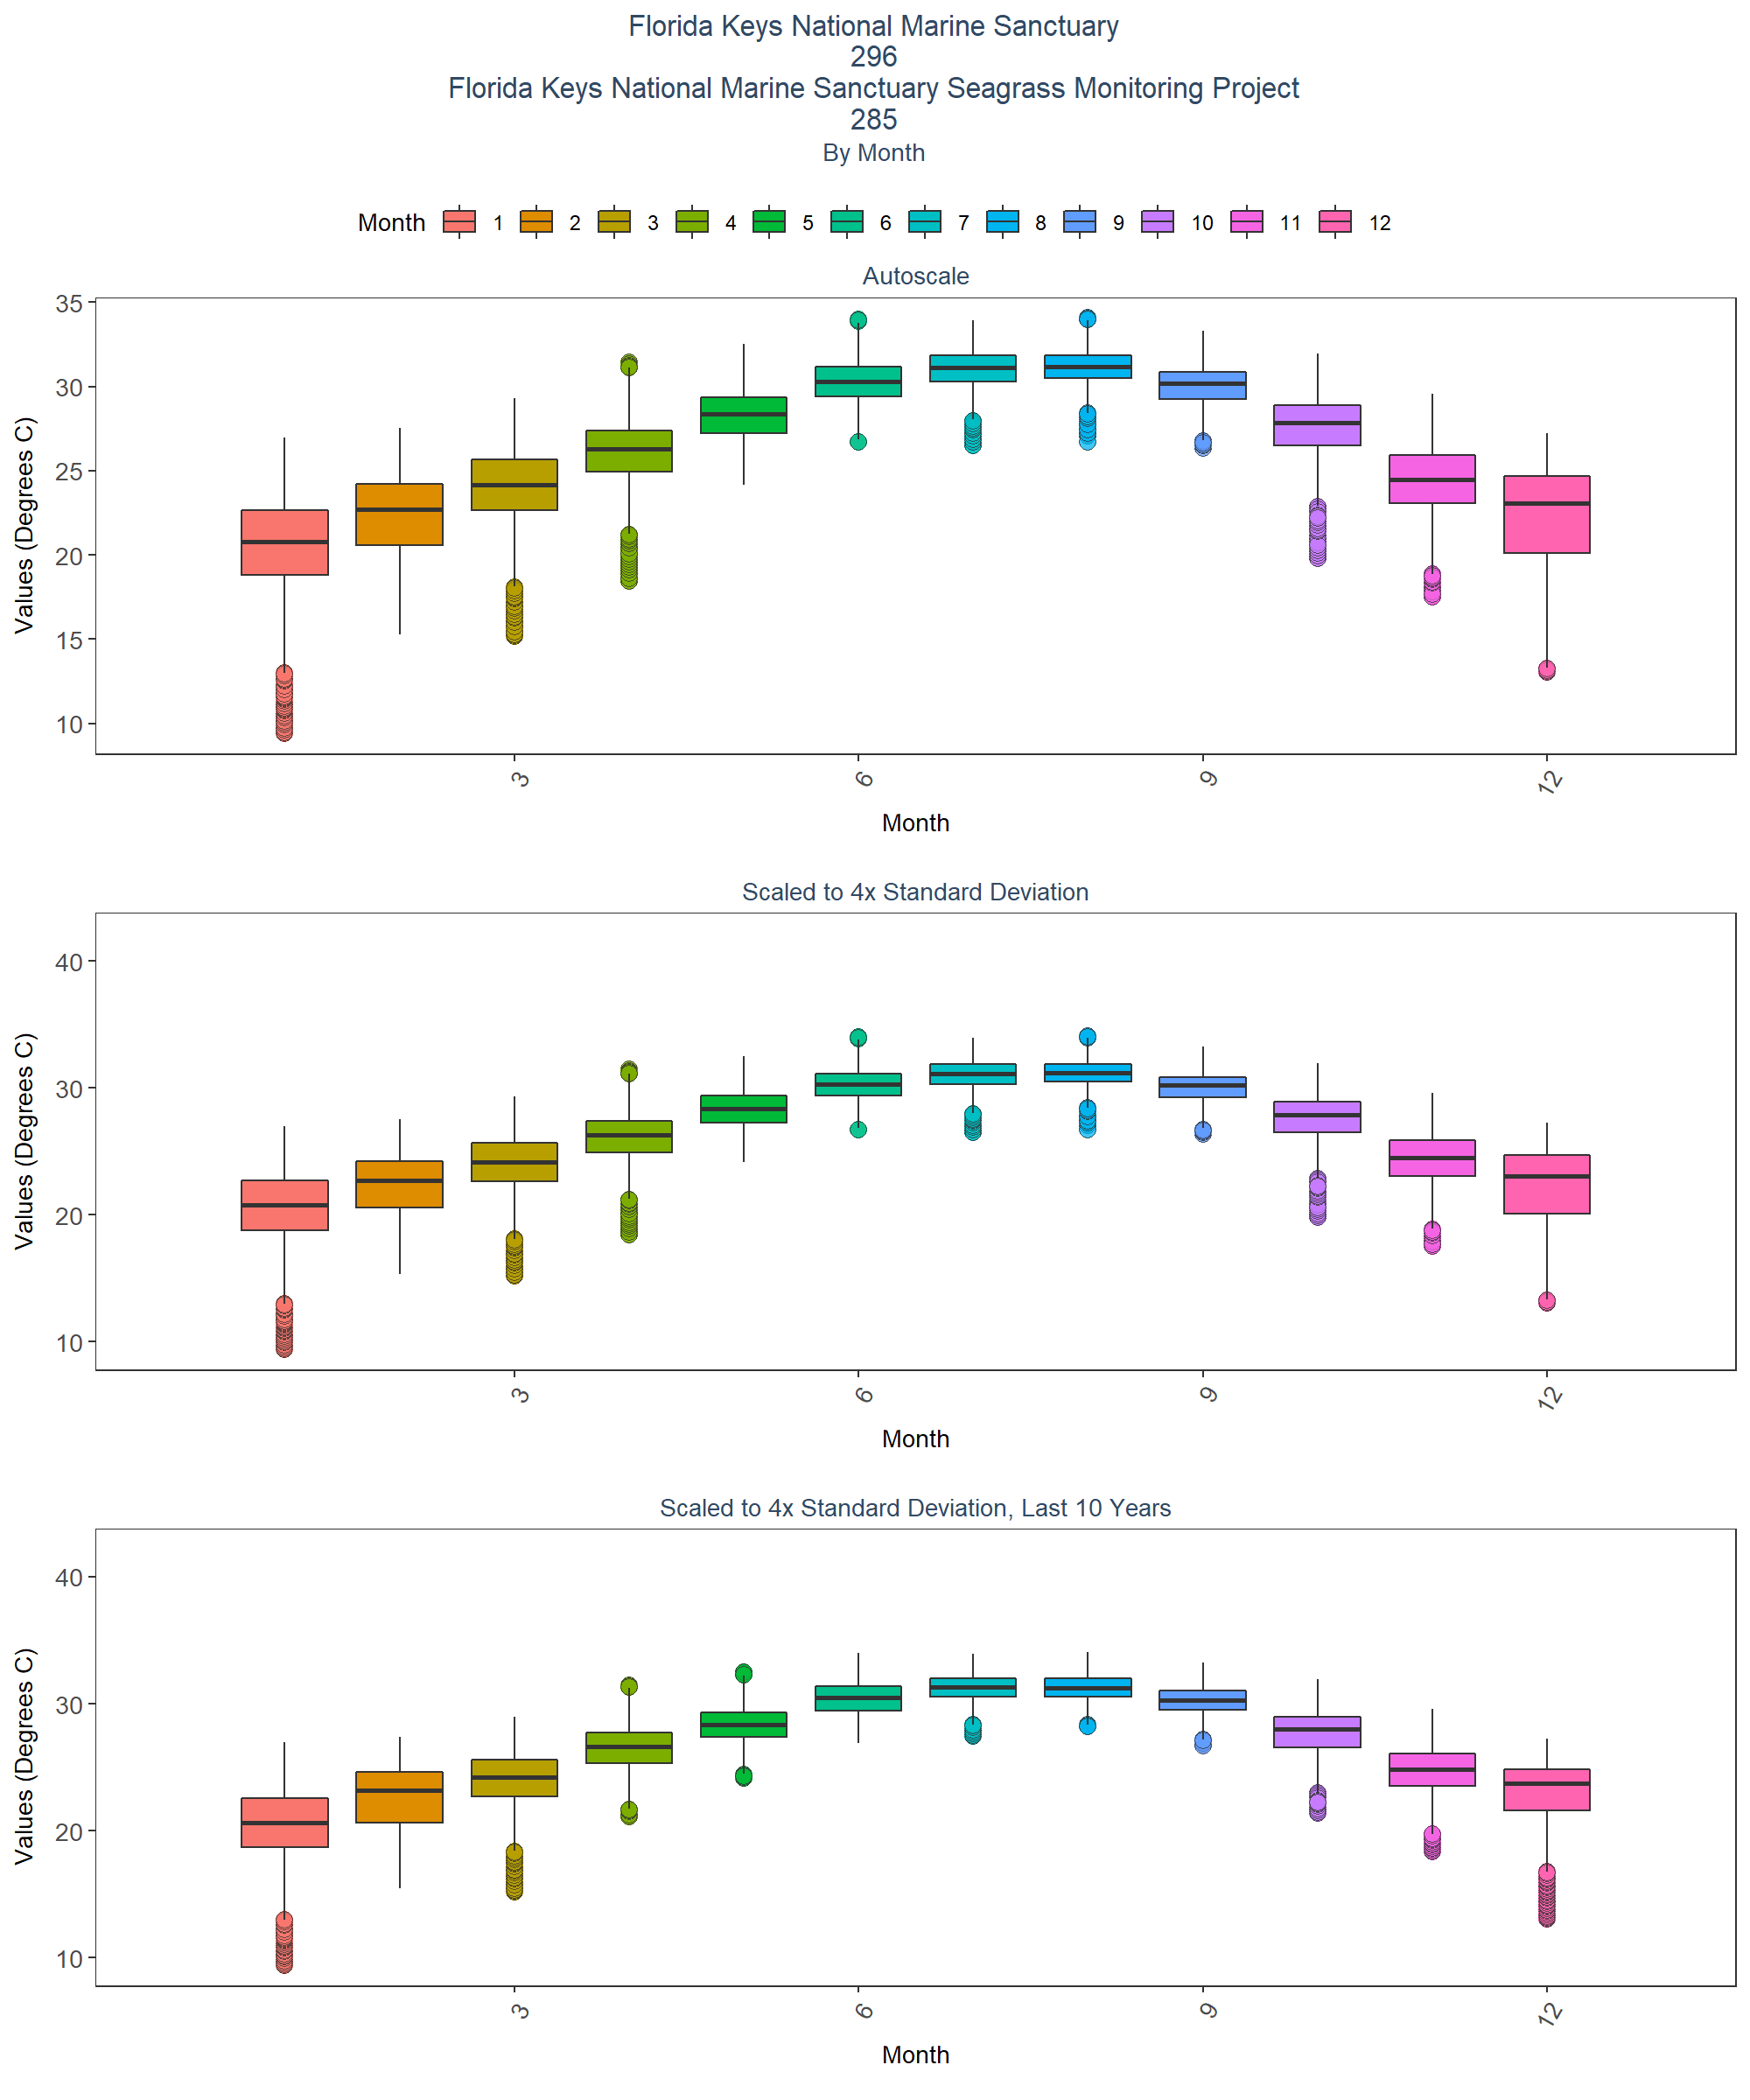 Florida Keys National Marine Sanctuary
296
Florida Keys National Marine Sanctuary Seagrass Monitoring Project
285
By Month
Month 1 2 3 4 5 6 7 8 9 10 11 12
Autoscale
Values (Degrees C)
35
30
25
20
15
10
3 6 9 12
Month
Scaled to 4x Standard Deviation
Values (Degrees C)
40
30
20
10
3 6 9 12
Month
Scaled to 4x Standard Deviation, Last 10 Years
Values (Degrees C)
40
30
20
10
3 6 9 12
Month